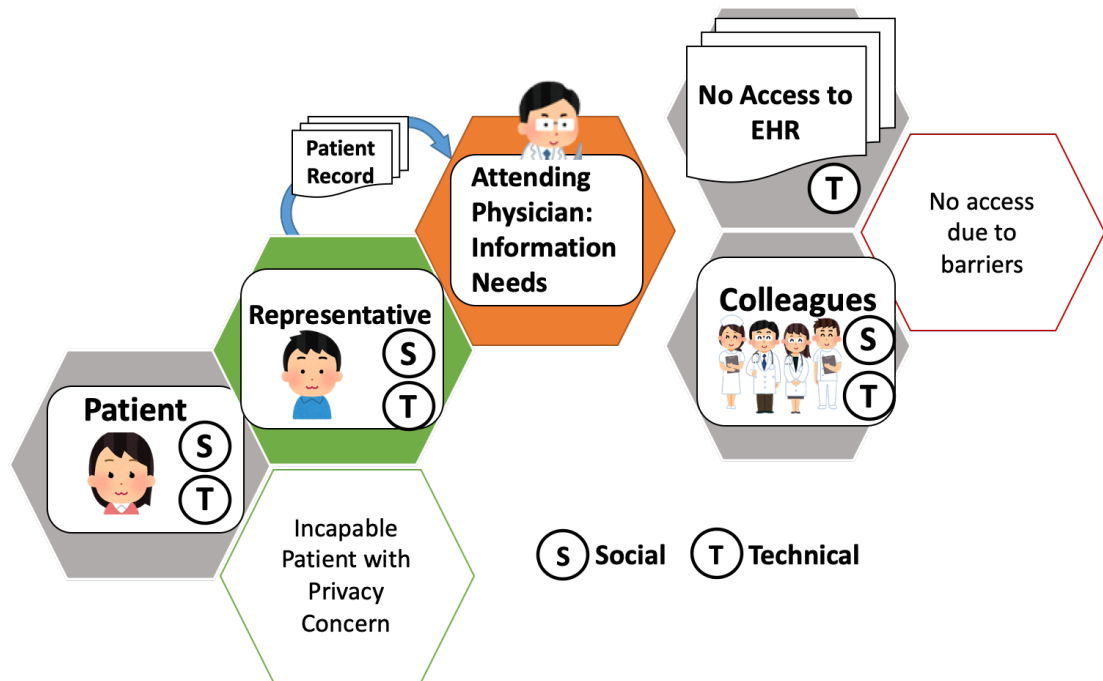 No Access to
EHR
T
No access
due to
barriers
Patient
Record
Attending
Physician:
Information
Needs
Representative
S
T
Colleagues
S
T
Patient
S
T
Incapable
Patient with
Privacy
Concern
S Social T Technical